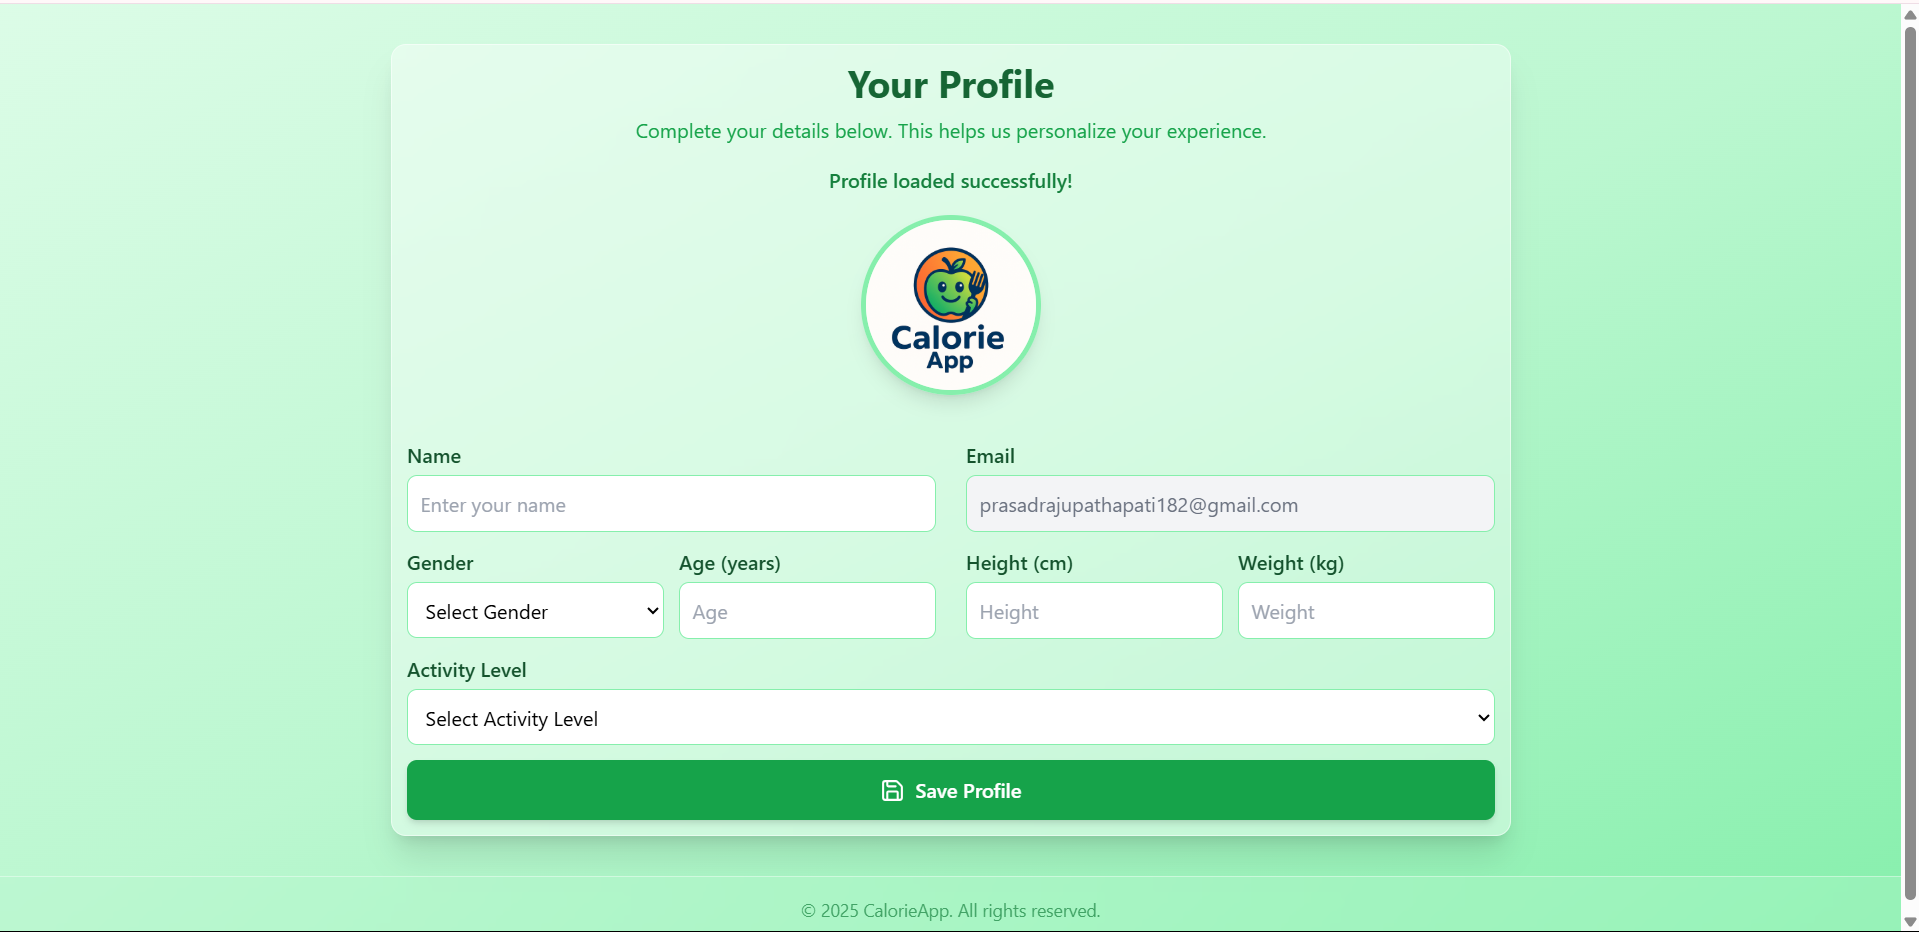 Your Profile
Complete your details below. This helps us personalize your experience.
Profile loaded successfully!
Calorie
App
Name
Email
Enter your name
prasadrajupathapati182@gmail.com
Gender
Age (years)
Height (cm)
Weight (kg)
Select Gender
Age
Height
Weight
Activity Level
Select Activity Level
Save Profile
© 2025 CalorieApp. All rights reserved.